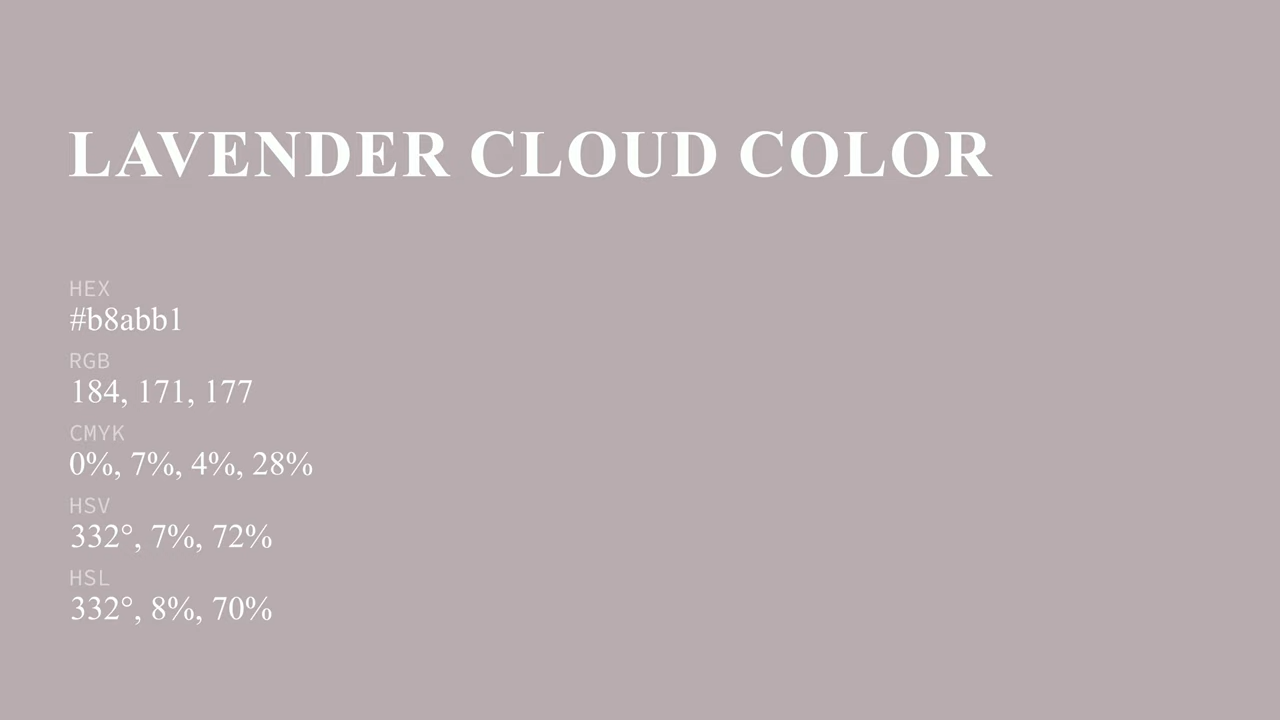 LAVENDER CLOUD COLOR
HEX
#b8abb1
RGB
184, 171, 177
CMYK
0%, 7%, 4%, 28%
HSV
332°, 7%, 72%
HSL
332°, 8%, 70%